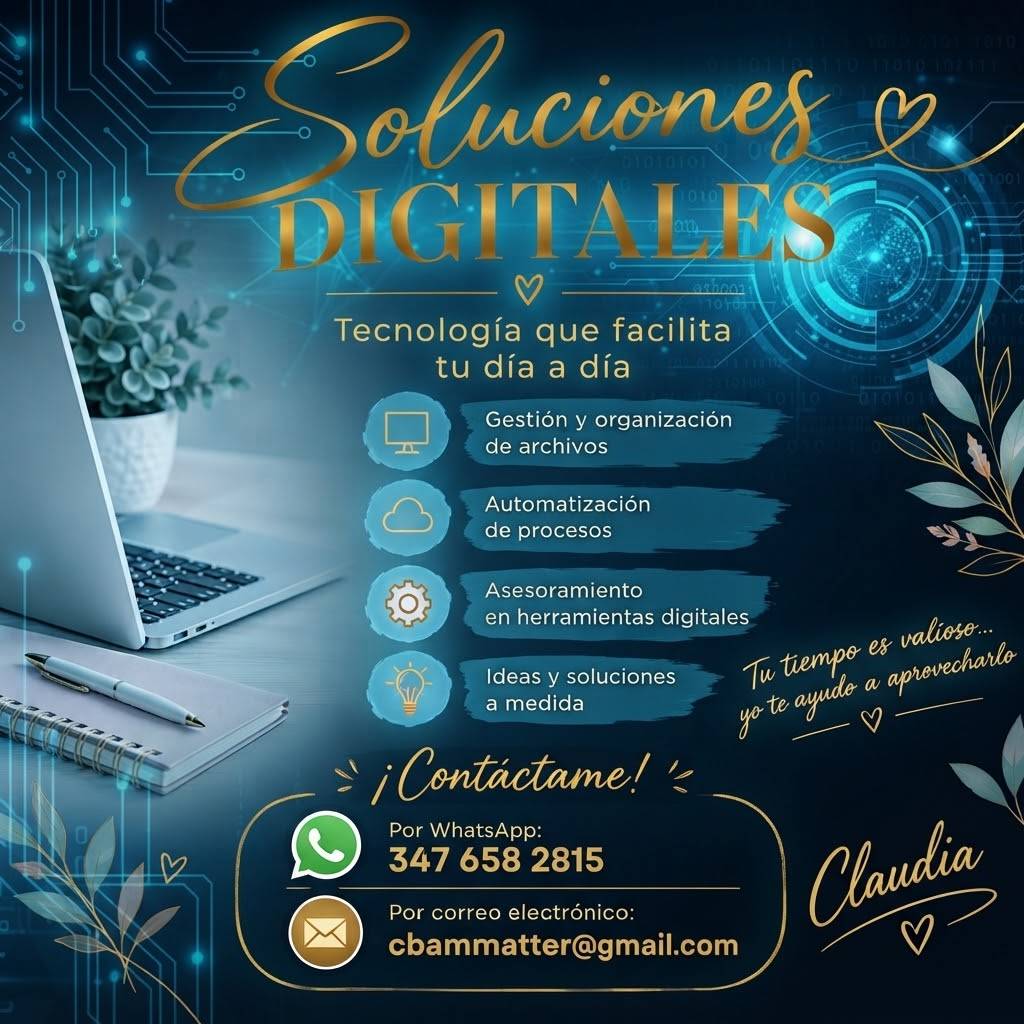 Soluciones
DIGITALES
Tecnología que facilita
tu día a día
Gestión y organización
de archivos
Automatización
de procesos
Asesoramiento
en herramientas digitales
Ideas y soluciones
a medida
Tu tiempo es valioso...
yo te ayudo a aprovecharlo
¡Contáctame!
Por WhatsApp:
347 658 2815
Por correo electrónico:
cbammatter@gmail.com
Claudia